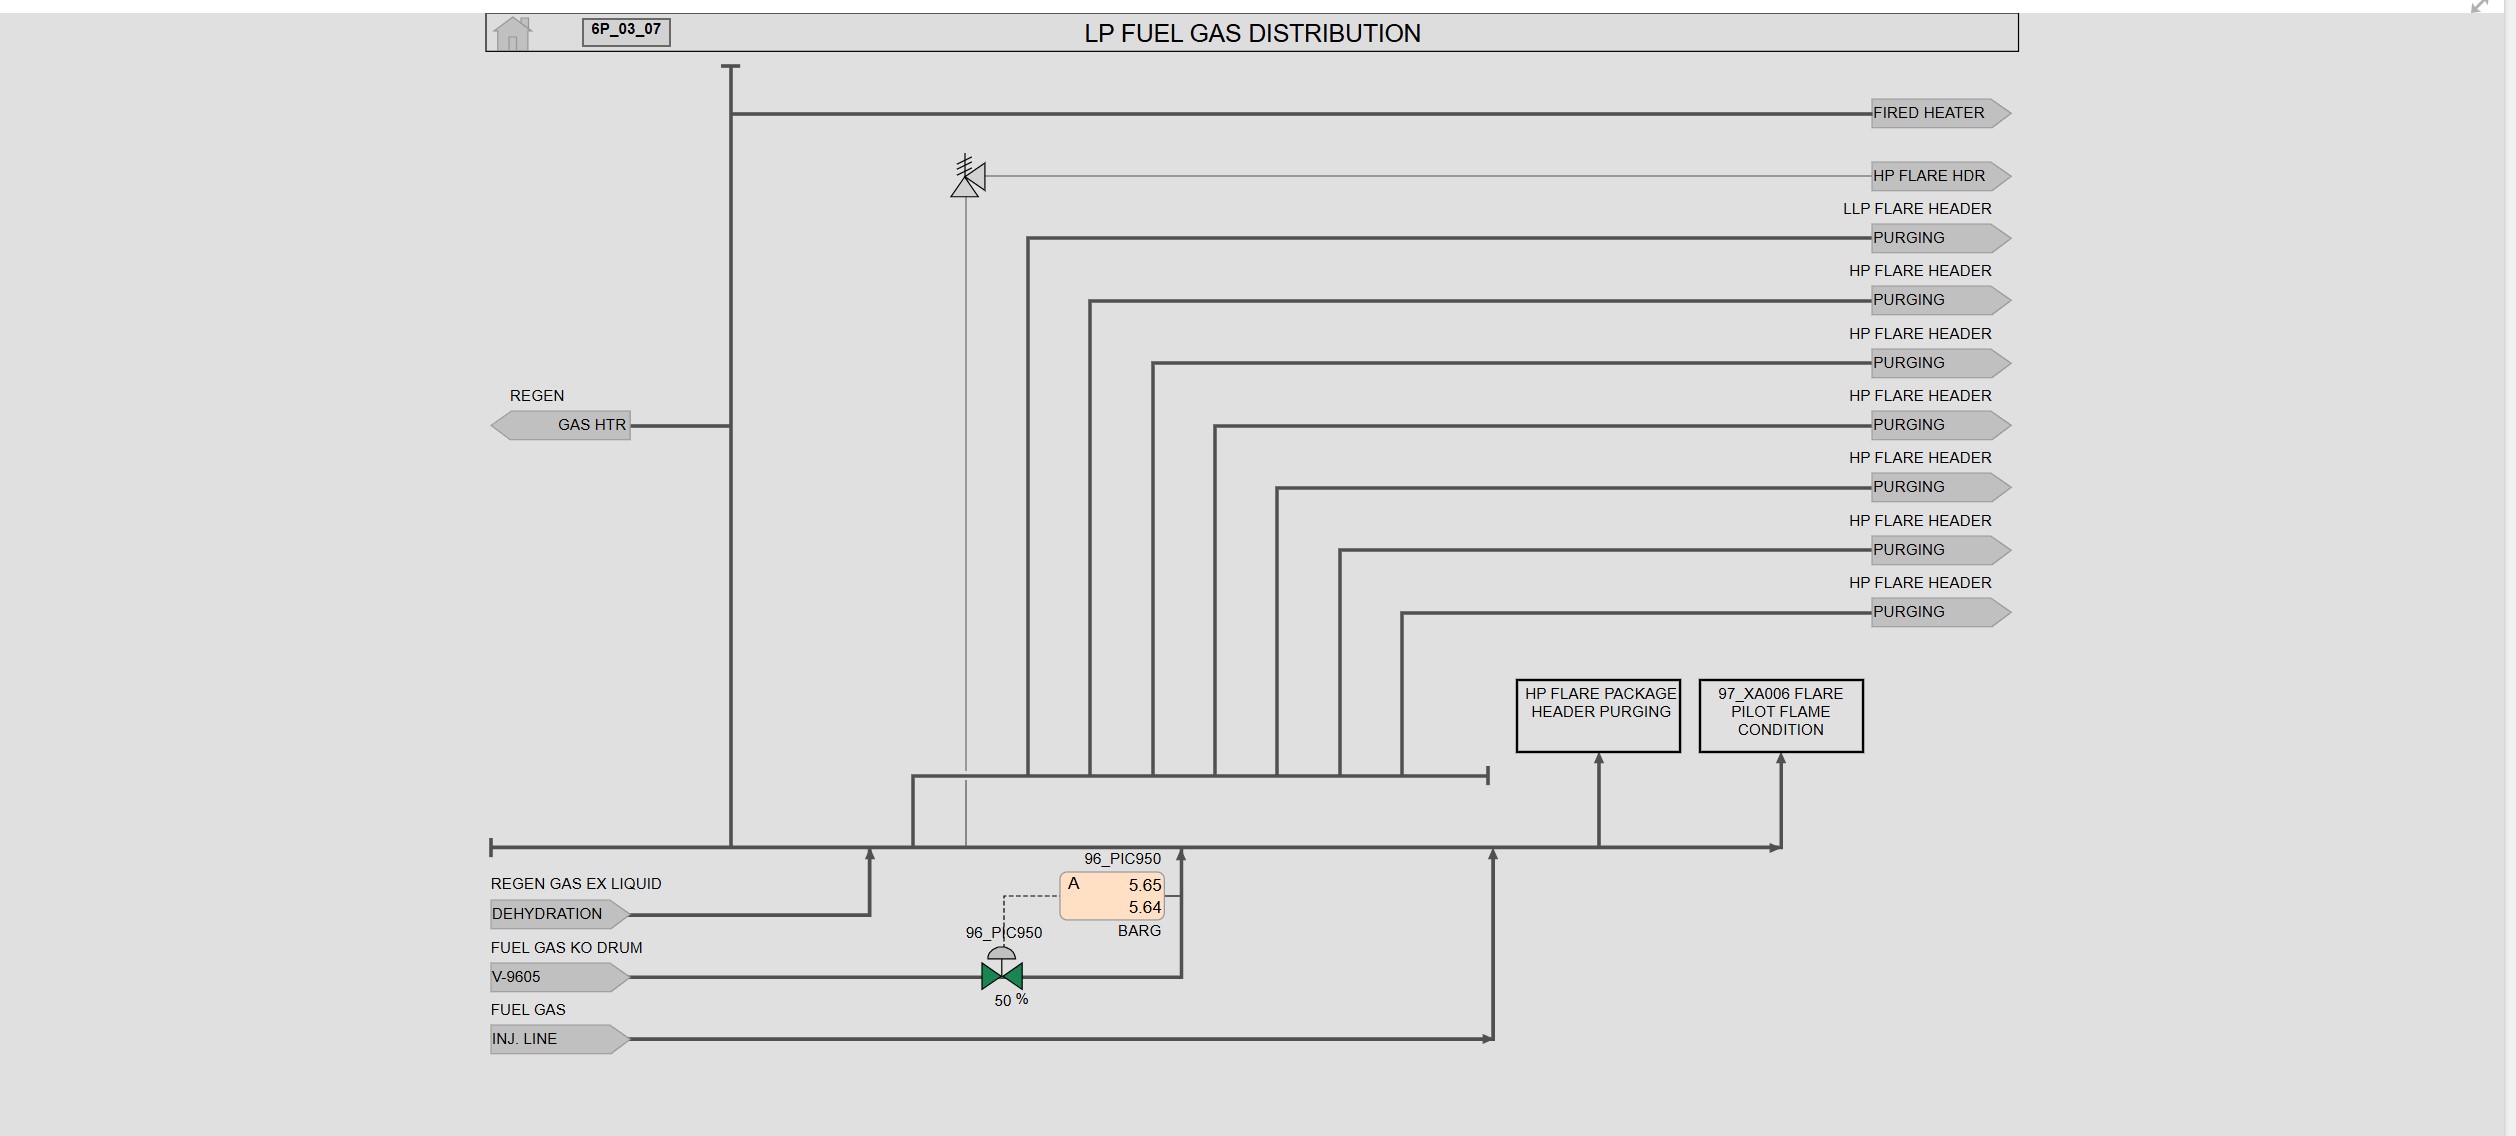 6P_03_07
LP FUEL GAS DISTRIBUTION
FIRED HEATER
HP FLARE HDR
LLP FLARE HEADER
PURGING
HP FLARE HEADER
PURGING
HP FLARE HEADER
PURGING
REGEN
GAS HTR
HP FLARE HEADER
PURGING
HP FLARE HEADER
PURGING
HP FLARE HEADER
PURGING
HP FLARE HEADER
PURGING
HP FLARE PACKAGE
HEADER PURGING
97_XA006 FLARE
PILOT FLAME
CONDITION
REGEN GAS EX LIQUID
DEHYDRATION
96_PIC950
A 5.65
5.64
BARG
96_PIC950
50 %
FUEL GAS KO DRUM
V-9605
FUEL GAS
INJ. LINE